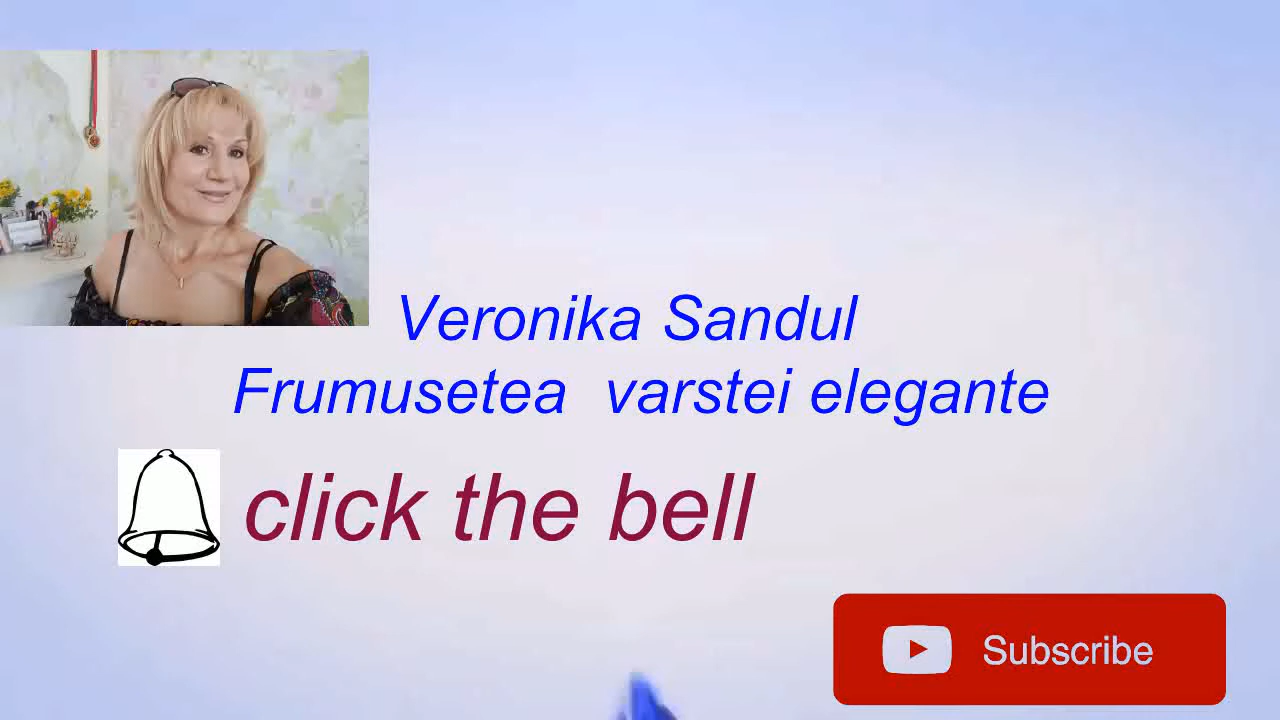 Veronika Sandul
Frumusetea varstei elegante
click the bell
Subscribe